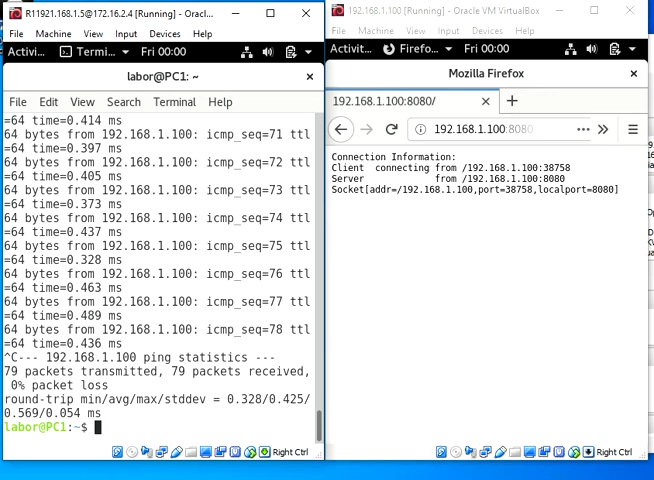 R11921.168.1.5@172.16.2.4 [Running] - Oracl...
File Machine View Input Devices Help
Activi... Termi... Fri 00:00
labor@PC1: ~
File Edit View Search Terminal Help
=64 time=0.414 ms
64 bytes from 192.168.1.100: icmp_seq=71 ttl
=64 time=0.397 ms
64 bytes from 192.168.1.100: icmp_seq=72 ttl
=64 time=0.405 ms
64 bytes from 192.168.1.100: icmp_seq=73 ttl
=64 time=0.373 ms
64 bytes from 192.168.1.100: icmp_seq=74 ttl
=64 time=0.437 ms
64 bytes from 192.168.1.100: icmp_seq=75 ttl
=64 time=0.328 ms
64 bytes from 192.168.1.100: icmp_seq=76 ttl
=64 time=0.463 ms
64 bytes from 192.168.1.100: icmp_seq=77 ttl
=64 time=0.489 ms
64 bytes from 192.168.1.100: icmp_seq=78 ttl
=64 time=0.436 ms
^C--- 192.168.1.100 ping statistics ---
79 packets transmitted, 79 packets received,
0% packet loss
round-trip min/avg/max/stddev = 0.328/0.425/
0.569/0.054 ms
labor@PC1:~$
Right Ctrl
192.168.1.100 [Running] - Oracle VM VirtualBox
File Machine View Input Devices Help
Activit... Firefo... Fri 00:00
Mozilla Firefox
192.168.1.100:8080/
192.168.1.100:8080
Connection Information:
Client connecting from /192.168.1.100:38758
Server from /192.168.1.100:8080
Socket[addr=/192.168.1.100,port=38758,localport=8080]
Right Ctrl